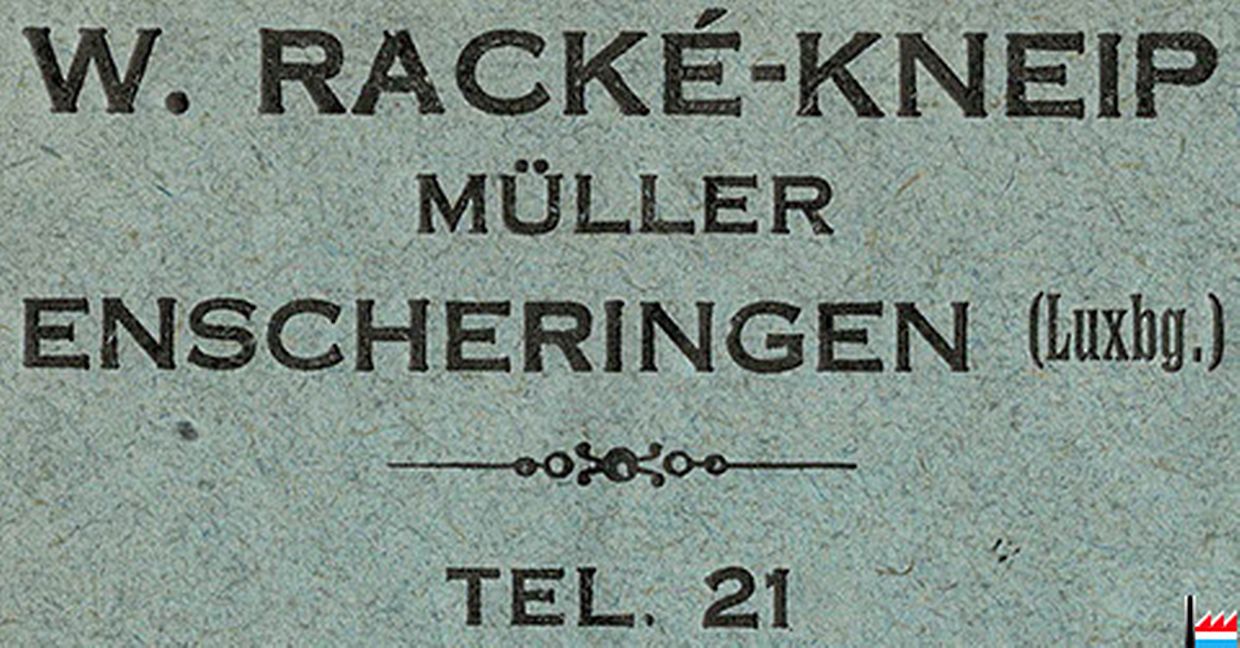 W. RACKÉ-KNEIP
MÜLLER
ENSCHERINGEN (Luxbg.)
TEL. 21